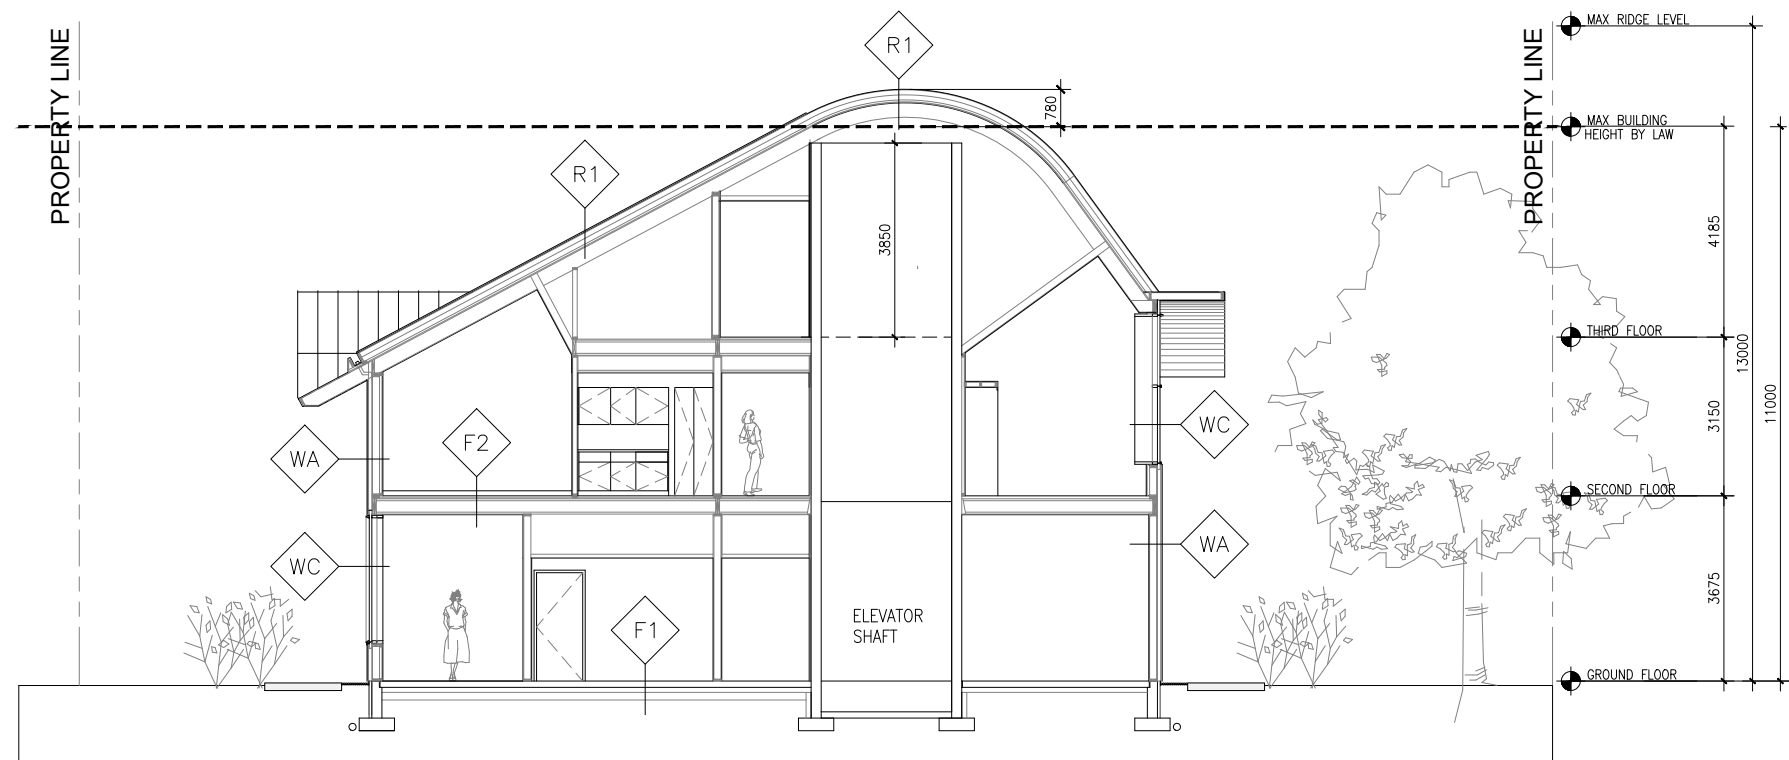 PROPERTY LINE
R1
780
PROPERTY LINE
MAX RIDGE LEVEL
MAX BUILDING
HEIGHT BY LAW
R1
3850
4185
THIRD FLOOR
13000
11000
WA
F2
WC
3150
SECOND FLOOR
WC
WA
3675
F1
ELEVATOR
SHAFT
GROUND FLOOR